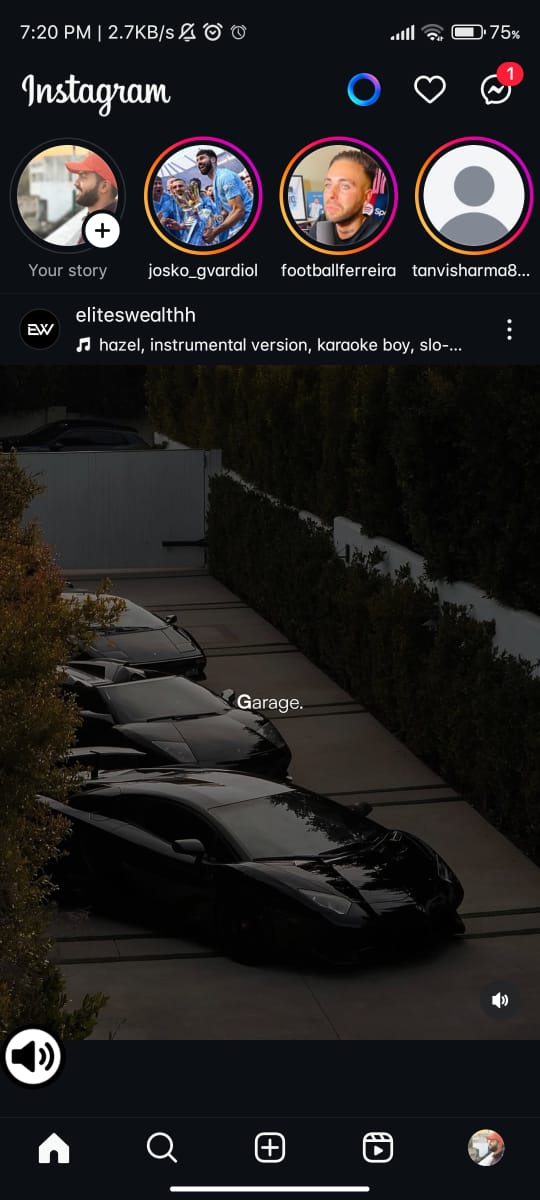 7:20 PM | 2.7KB/s 75%
Instagram
1
Your story
josko_gvardiol
footballferreira
tanvisharma8...
EW
eliteswealthh
hazel, instrumental version, karaoke boy, slo-...
Garage.